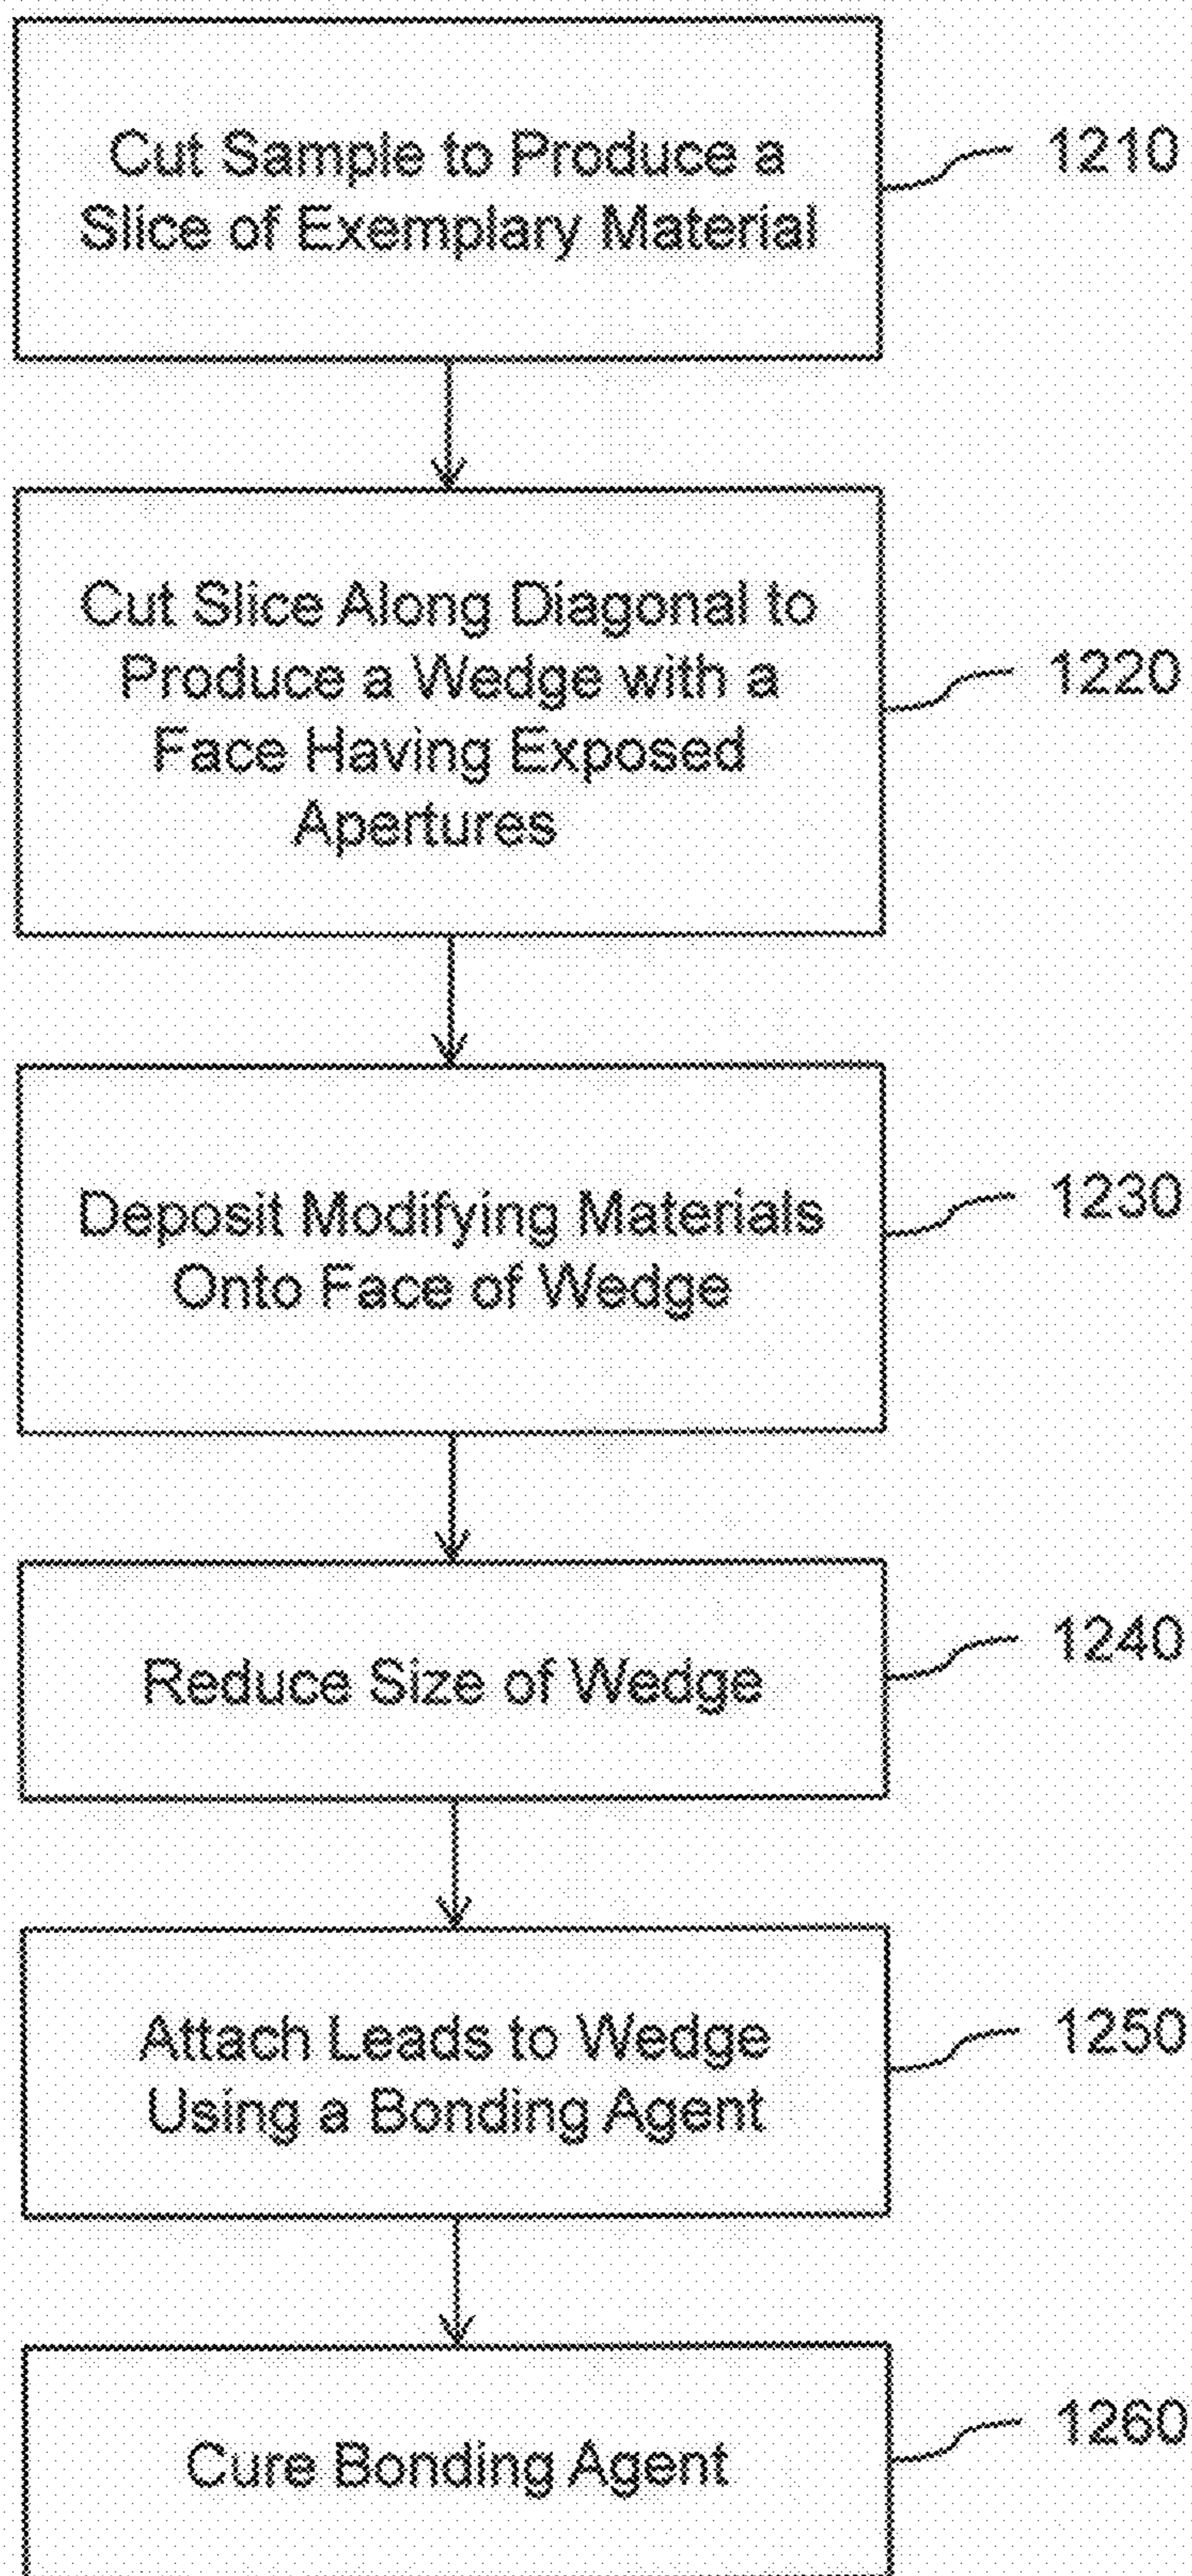 Cut Sample to Produce a
Slice of Exemplary Material
1210
Cut Slice Along Diagonal to
Produce a Wedge with a
Face Having Exposed
Apertures
1220
Deposit Modifying Materials
Onto Face of Wedge
1230
Reduce Size of Wedge
1240
Attach Leads to Wedge
Using a Bonding Agent
1250
Cure Bonding Agent
1260